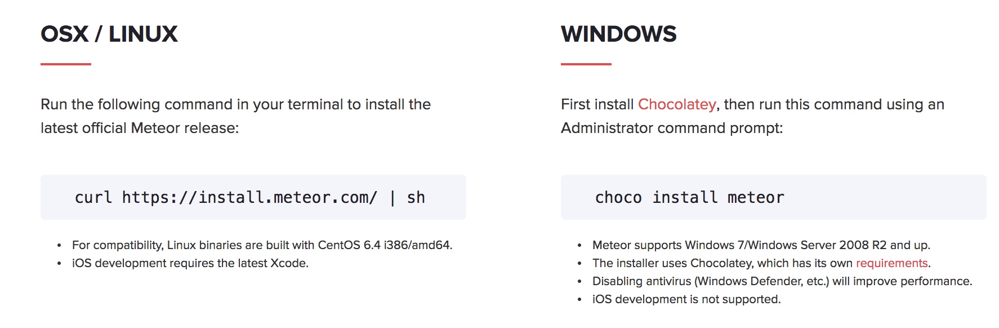 OSX / LINUX
Run the following command in your terminal to install the
latest official Meteor release:
curl https://install.meteor.com/ | sh
• For compatibility, Linux binaries are built with CentOS 6.4 i386/amd64.
• iOS development requires the latest Xcode.
WINDOWS
First install Chocolatey, then run this command using an
Administrator command prompt:
choco install meteor
• Meteor supports Windows 7/Windows Server 2008 R2 and up.
• The installer uses Chocolatey, which has its own requirements.
• Disabling antivirus (Windows Defender, etc.) will improve performance.
• iOS development is not supported.